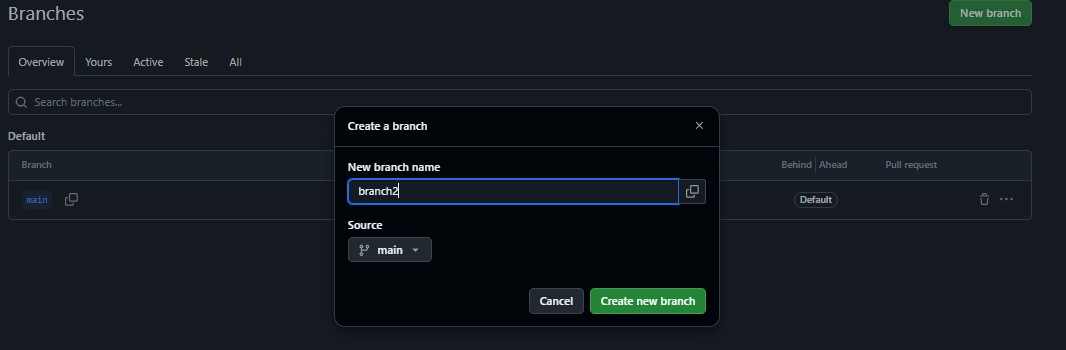 Branches
New branch
Overview Yours Active Stale All
Search branches...
Default
Branch Behind Ahead Pull request
main Default
Create a branch
New branch name
branch2
Source
main
Cancel Create new branch